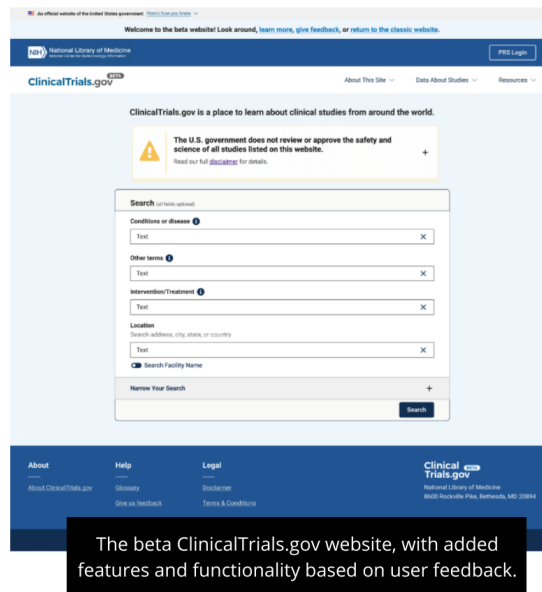 An official website of the United States government Here's how you know
Welcome to the beta website! Look around, learn more, give feedback, or return to the classic website.
NIH National Library of Medicine
National Center for Biotechnology Information
PRS Login
ClinicalTrials.gov BETA
About This Site
Data About Studies
Resources
ClinicalTrials.gov is a place to learn about clinical studies from around the world.
The U.S. government does not review or approve the safety and
science of all studies listed on this website.
Read our full disclaimer for details.
Search (all fields optional)
Conditions or disease
Text
Other terms
Text
Intervention/Treatment
Text
Location
Search address, city, state, or country
Text
Search Facility Name
Narrow Your Search
Search
About
Help
Legal
Clinical BETA
Trials.gov
About ClinicalTrials.gov
Glossary
Disclaimer
National Library of Medicine
8600 Rockville Pike, Bethesda, MD 20894
Give us feedback
Terms & Conditions
The beta ClinicalTrials.gov website, with added
features and functionality based on user feedback.